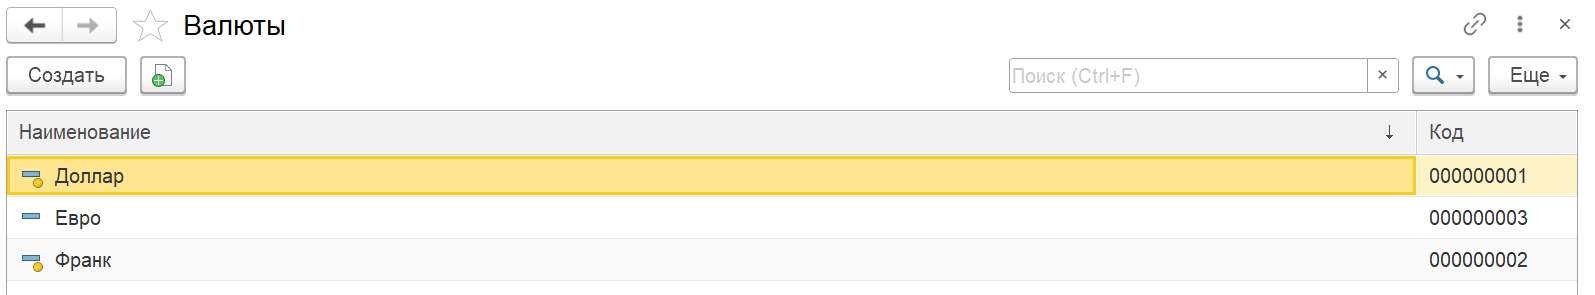 Валюты
Создать Поиск (Ctrl+F) × Еще
Наименование ↓ Код
Доллар 000000001
Евро 000000003
Франк 000000002